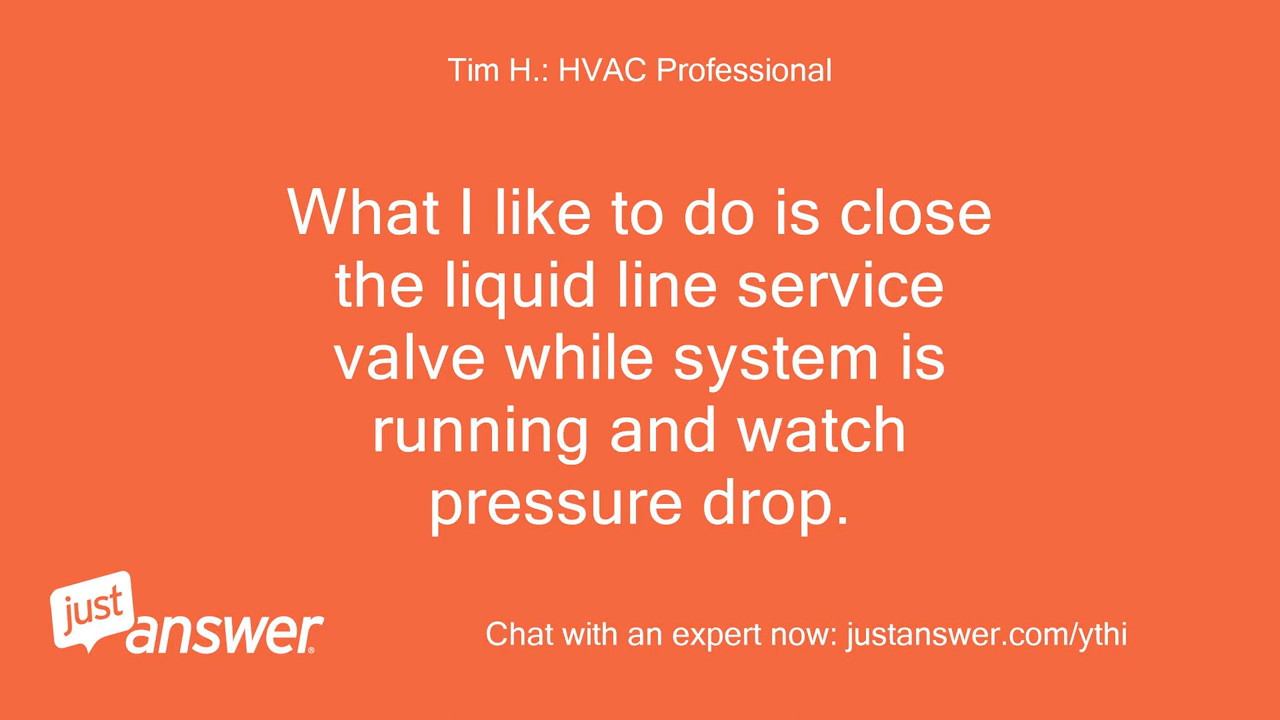 Tim H.: HVAC Professional
What I like to do is close
the liquid line service
valve while system is
running and watch
pressure drop.
just
answer®
Chat with an expert now: justanswer.com/ythi